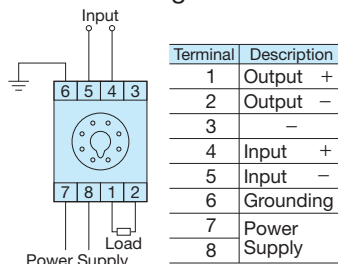 Input
6 5 4 3
7 8 1 2
Load
Power Supply
Terminal Description
1 Output +
2 Output −
3 −
4 Input +
5 Input −
6 Grounding
7 Power
8 Supply